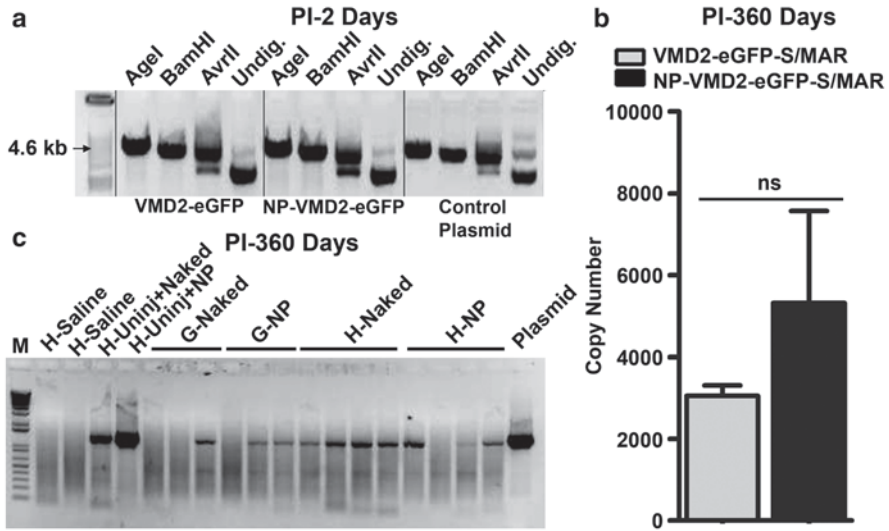 a
PI-2 Days
AgeI BamHI AvrII Undig. AgeI BamHI AvrII Undig. AgeI BamHI AvrII Undig.
4.6 kb
VMD2-eGFP NP-VMD2-eGFP Control
Plasmid
b
PI-360 Days
VMD2-eGFP-S/MAR
NP-VMD2-eGFP-S/MAR
10000
8000
6000
4000
2000
0
Copy Number
ns
c
PI-360 Days
M H-Saline H-Saline H-Uninj+Naked H-Uninj+NP G-Naked G-NP H-Naked H-NP Plasmid